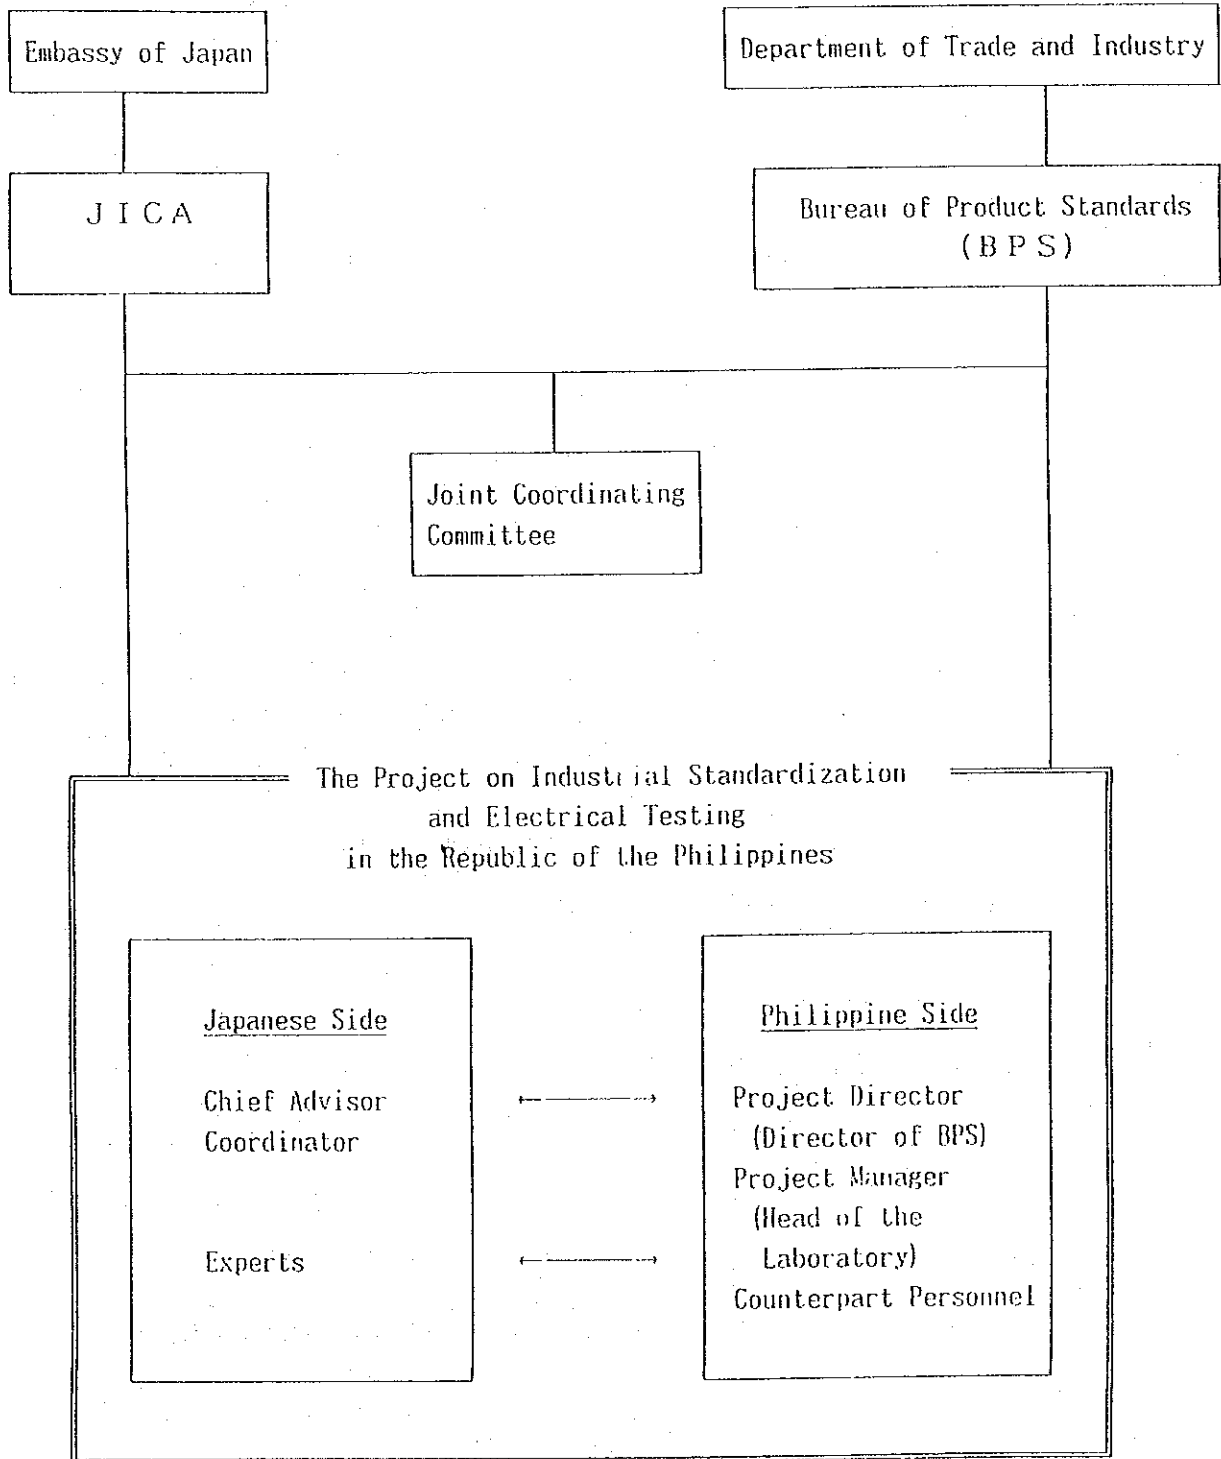 Embassy of Japan
Department of Trade and Industry
JICA
Bureau of Product Standards
(BPS)
Joint Coordinating
Committee
The Project on Industrial Standardization
and Electrical Testing
in the Republic of the Philippines
Japanese Side
Chief Advisor
Coordinator
Experts
Philippine Side
Project Director
(Director of BPS)
Project Manager
(Head of the
Laboratory)
Counterpart Personnel